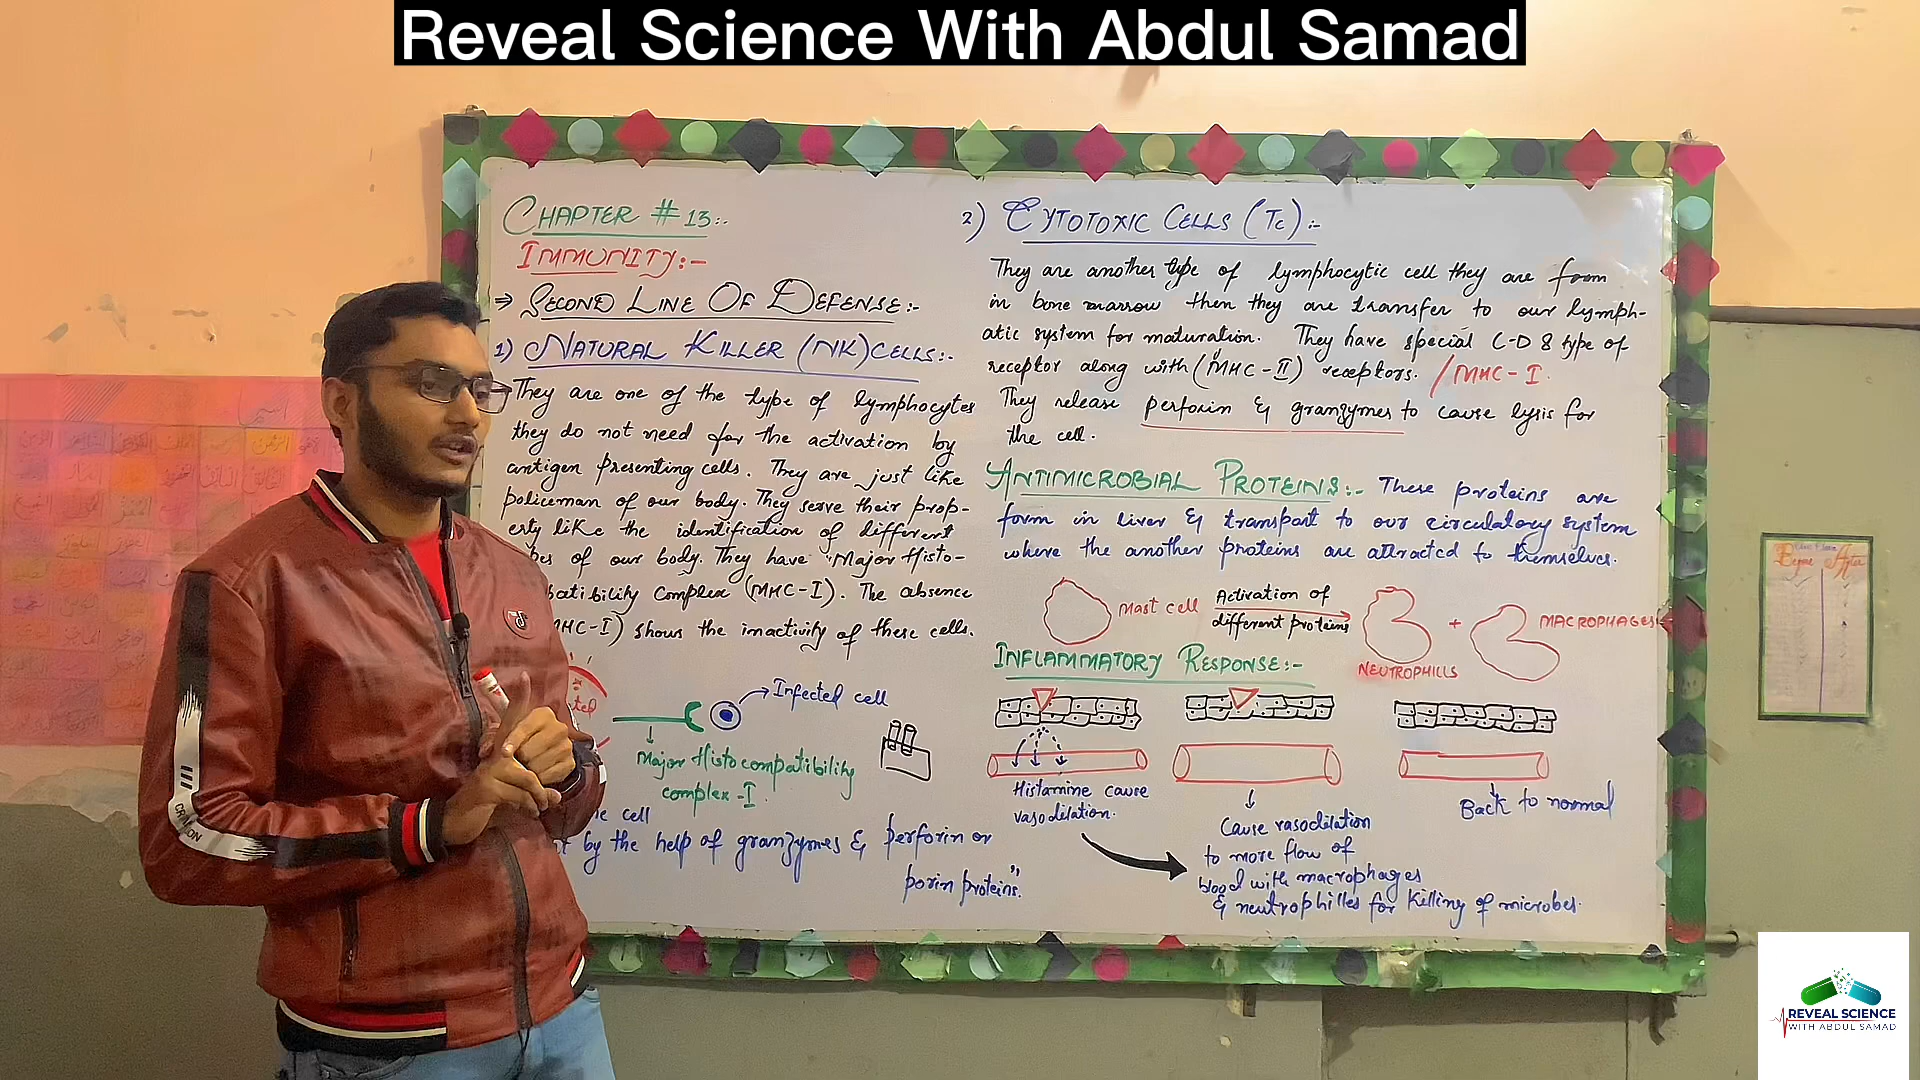 Reveal Science With Abdul Samad
CHAPTER # 13:-
IMMUNITY:-
⇒ SECOND LINE OF DEFENSE:-
1) NATURAL KILLER (NK) CELLS:-
They are one of the type of lymphocytes
they do not need for the activation by
antigen presenting cells. They are just like
policeman of our body. They serve their prop-
erty like the identification of different
of our body. They have "Major Histo-
Complex (MHC-I). The absence
shows the inactivity of these cells.
Infected cell
Major Histocompatibility
complex-I.
cell
by the help of granzymes & perforin or
porin proteins."
2) CYTOTOXIC CELLS (Tc):-
They are another type of lymphocytic cell they are form
in bone marrow then they are transfer to our lymph-
atic system for maturation. They have special C-D 8 type of
receptor along with (MHC-II) receptors. / MHC-I.
They release perforin & granzymes to cause lysis for
the cell.
ANTIMICROBIAL PROTEINS:- These proteins are
form in liver & transport to our circulatory system
where the another proteins are attracted to themselves.
Mast cell
Activation of
different proteins
+
NEUTROPHILLS
MACROPHAGES
INFLAMMATORY RESPONSE:-
Histamine cause
vasodelation.
Cause vasodilation
to more flow of
blood with macrophages
& neutrophilles for killing of microbes.
Back to normal
CRAMON
REVEAL SCIENCE
WITH ABDUL SAMAD